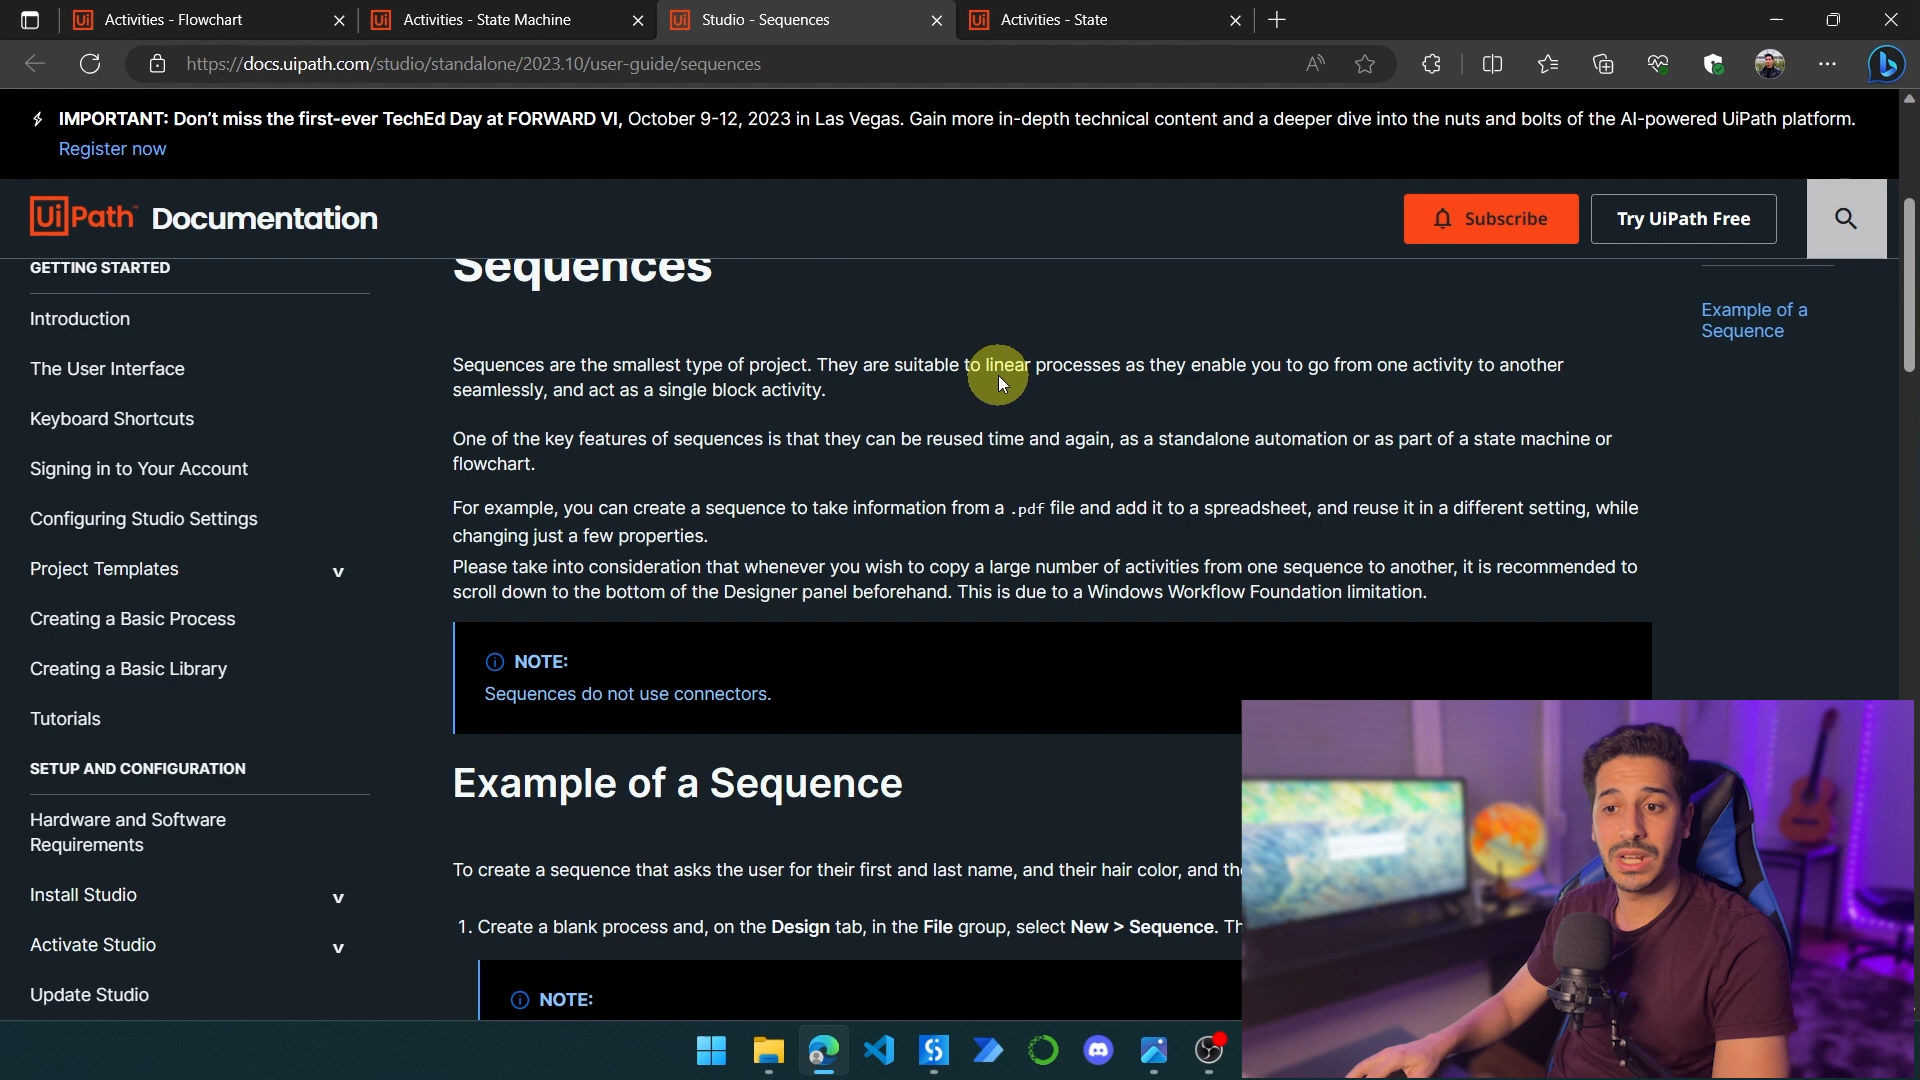 Activities - Flowchart
Activities - State Machine
Studio - Sequences
Activities - State
https://docs.uipath.com/studio/standalone/2023.10/user-guide/sequences
IMPORTANT: Don't miss the first-ever TechEd Day at FORWARD VI, October 9-12, 2023 in Las Vegas. Gain more in-depth technical content and a deeper dive into the nuts and bolts of the AI-powered UiPath platform.
Register now
UiPath™ Documentation
Subscribe
Try UiPath Free
GETTING STARTED
Introduction
The User Interface
Keyboard Shortcuts
Signing in to Your Account
Configuring Studio Settings
Project Templates
Creating a Basic Process
Creating a Basic Library
Tutorials
SETUP AND CONFIGURATION
Hardware and Software
Requirements
Install Studio
Activate Studio
Update Studio
Sequences
Sequences are the smallest type of project. They are suitable to linear processes as they enable you to go from one activity to another
seamlessly, and act as a single block activity.
One of the key features of sequences is that they can be reused time and again, as a standalone automation or as part of a state machine or
flowchart.
For example, you can create a sequence to take information from a .pdf file and add it to a spreadsheet, and reuse it in a different setting, while
changing just a few properties.
Please take into consideration that whenever you wish to copy a large number of activities from one sequence to another, it is recommended to
scroll down to the bottom of the Designer panel beforehand. This is due to a Windows Workflow Foundation limitation.
NOTE:
Sequences do not use connectors.
Example of a Sequence
To create a sequence that asks the user for their first and last name, and their hair color, and the
1. Create a blank process and, on the Design tab, in the File group, select New > Sequence. Th
NOTE:
Example of a
Sequence